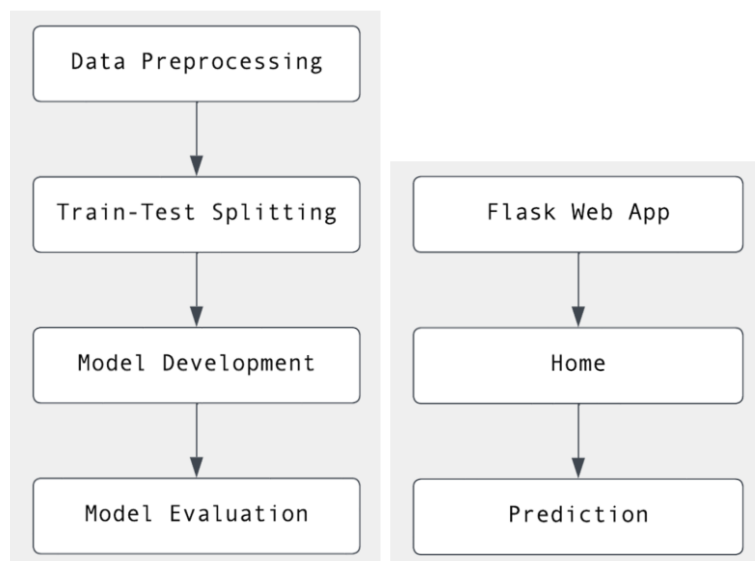 Data Preprocessing
Train-Test Splitting
Model Development
Model Evaluation
Flask Web App
Home
Prediction